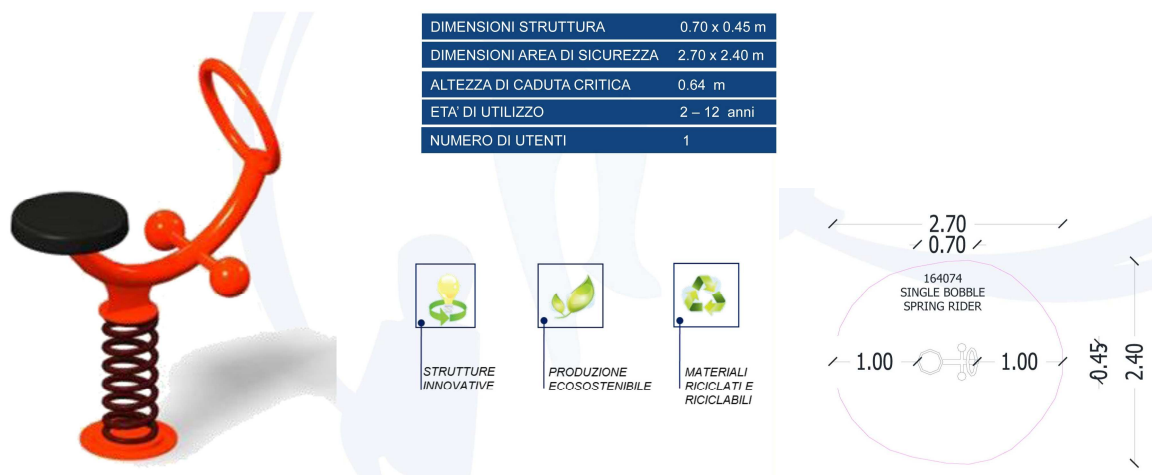 DIMENSIONI STRUTTURA 0.70 x 0.45 m
DIMENSIONI AREA DI SICUREZZA 2.70 x 2.40 m
ALTEZZA DI CADUTA CRITICA 0.64 m
ETA' DI UTILIZZO 2 – 12 anni
NUMERO DI UTENTI 1
STRUTTURE
INNOVATIVE
PRODUZIONE
ECOSOSTENIBILE
MATERIALI
RICICLATI E
RICICLABILI
2.70
0.70
164074
SINGLE BOBBLE
SPRING RIDER
1.00
1.00
0.45
2.40